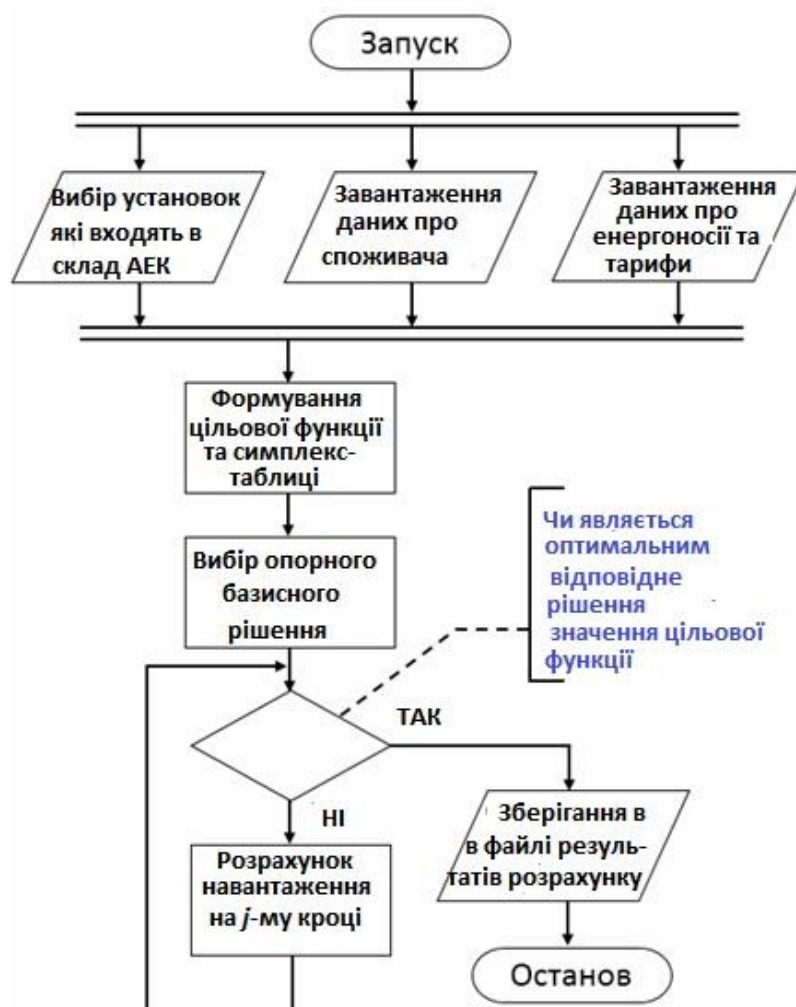 Запуск
Вибір установок
які входять в
склад АЕК
Завантаження
даних про
споживача
Завантаження
даних про
енергоносії та
тарифи
Формування
цільової функції
та симплекс-
таблиці
Вибір опорного
базисного
рішення
Чи являється
оптимальним
відповідне
рішення
значення цільової
функції
ТАК
НІ
Розрахунок
навантаження
на j-му кроці
Зберігання в
в файлі резуль-
татів розрахунку
Останов